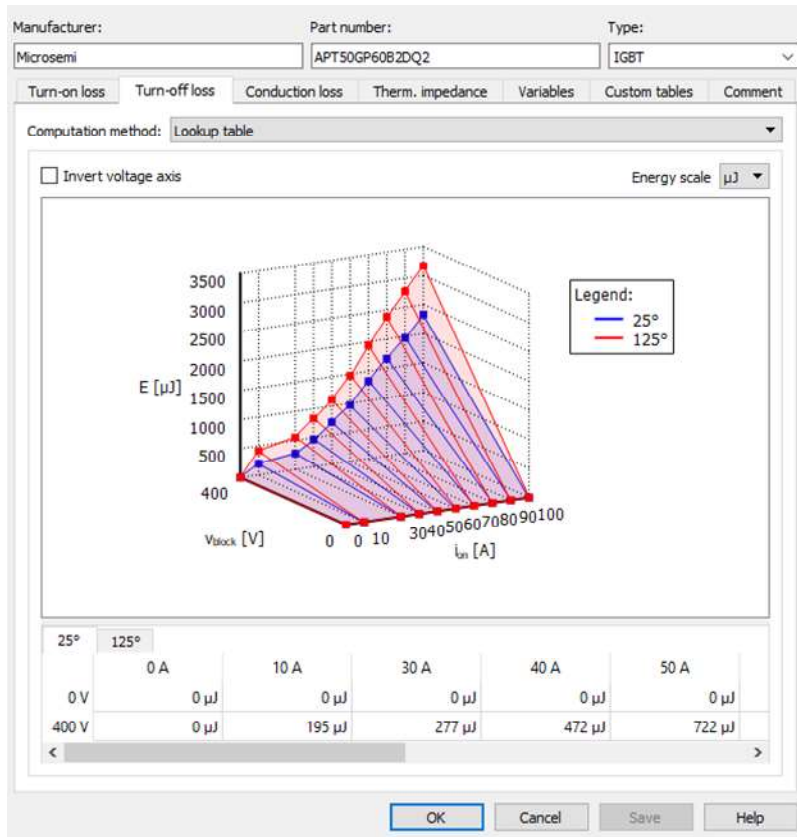 Manufacturer: Part number: Type:
Microsemi APT50GP60B2DQ2 IGBT
Turn-on loss Turn-off loss Conduction loss Therm. impedance Variables Custom tables Comment
Computation method: Lookup table
Invert voltage axis Energy scale µJ
3500
3000
2500
2000
1500
1000
500
E [µJ]
400
0
Vblock [V]
0 10 30 40 50 60 70 80 90 100
ion [A]
Legend:
25°
125°
25° 125°
0 A 10 A 30 A 40 A 50 A
0 V 0 µJ 0 µJ 0 µJ 0 µJ 0 µJ
400 V 0 µJ 195 µJ 277 µJ 472 µJ 722 µJ
OK Cancel Save Help